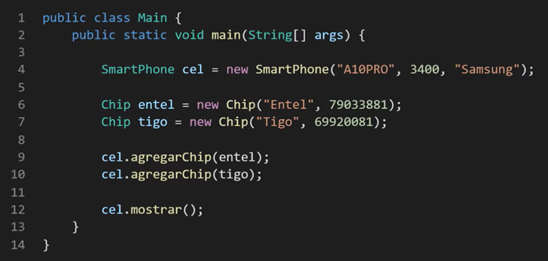 1 public class Main {
2 public static void main(String[] args) {
3
4 SmartPhone cel = new SmartPhone("A10PRO", 3400, "Samsung");
5
6 Chip entel = new Chip("Entel", 79033881);
7 Chip tigo = new Chip("Tigo", 69920081);
8
9 cel.agregarChip(entel);
10 cel.agregarChip(tigo);
11
12 cel.mostrar();
13 }
14 }